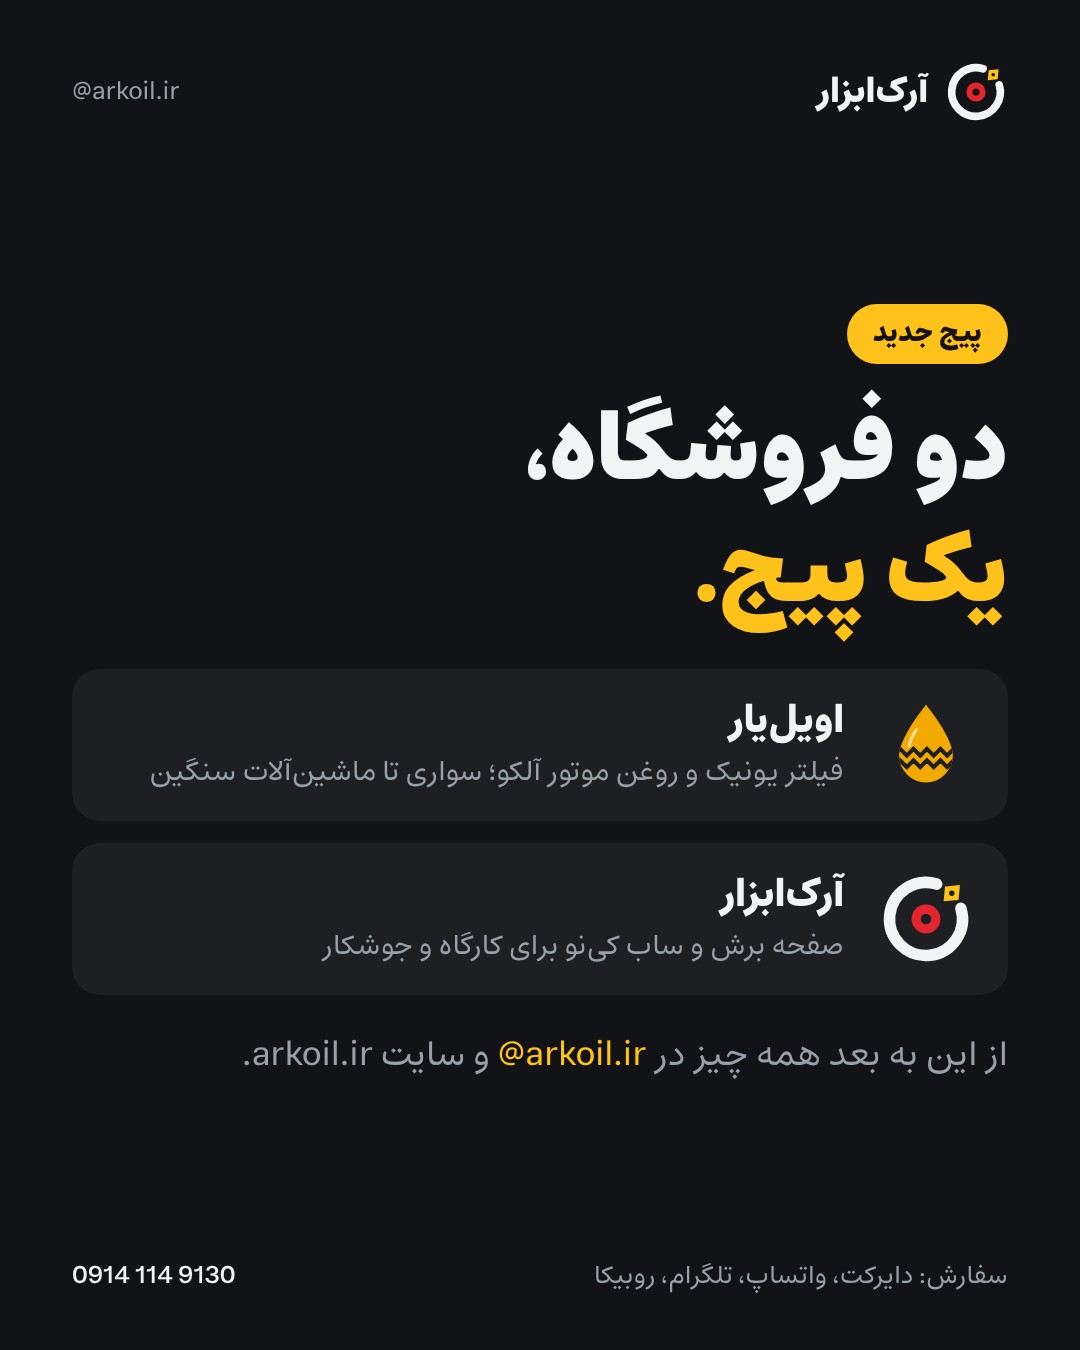 آرک‌ابزار
@arkoil.ir
پیج جدید
دو فروشگاه،
یک پیج.
اویل‌یار
فیلتر یونیک و روغن موتور آلکو؛ سواری تا ماشین‌آلات سنگین
آرک‌ابزار
صفحه برش و ساب کی‌نو برای کارگاه و جوشکار
از این به بعد همه چیز در @arkoil.ir و سایت arkoil.ir.
سفارش: دایرکت، واتساپ، تلگرام، روبیکا
0914 114 9130